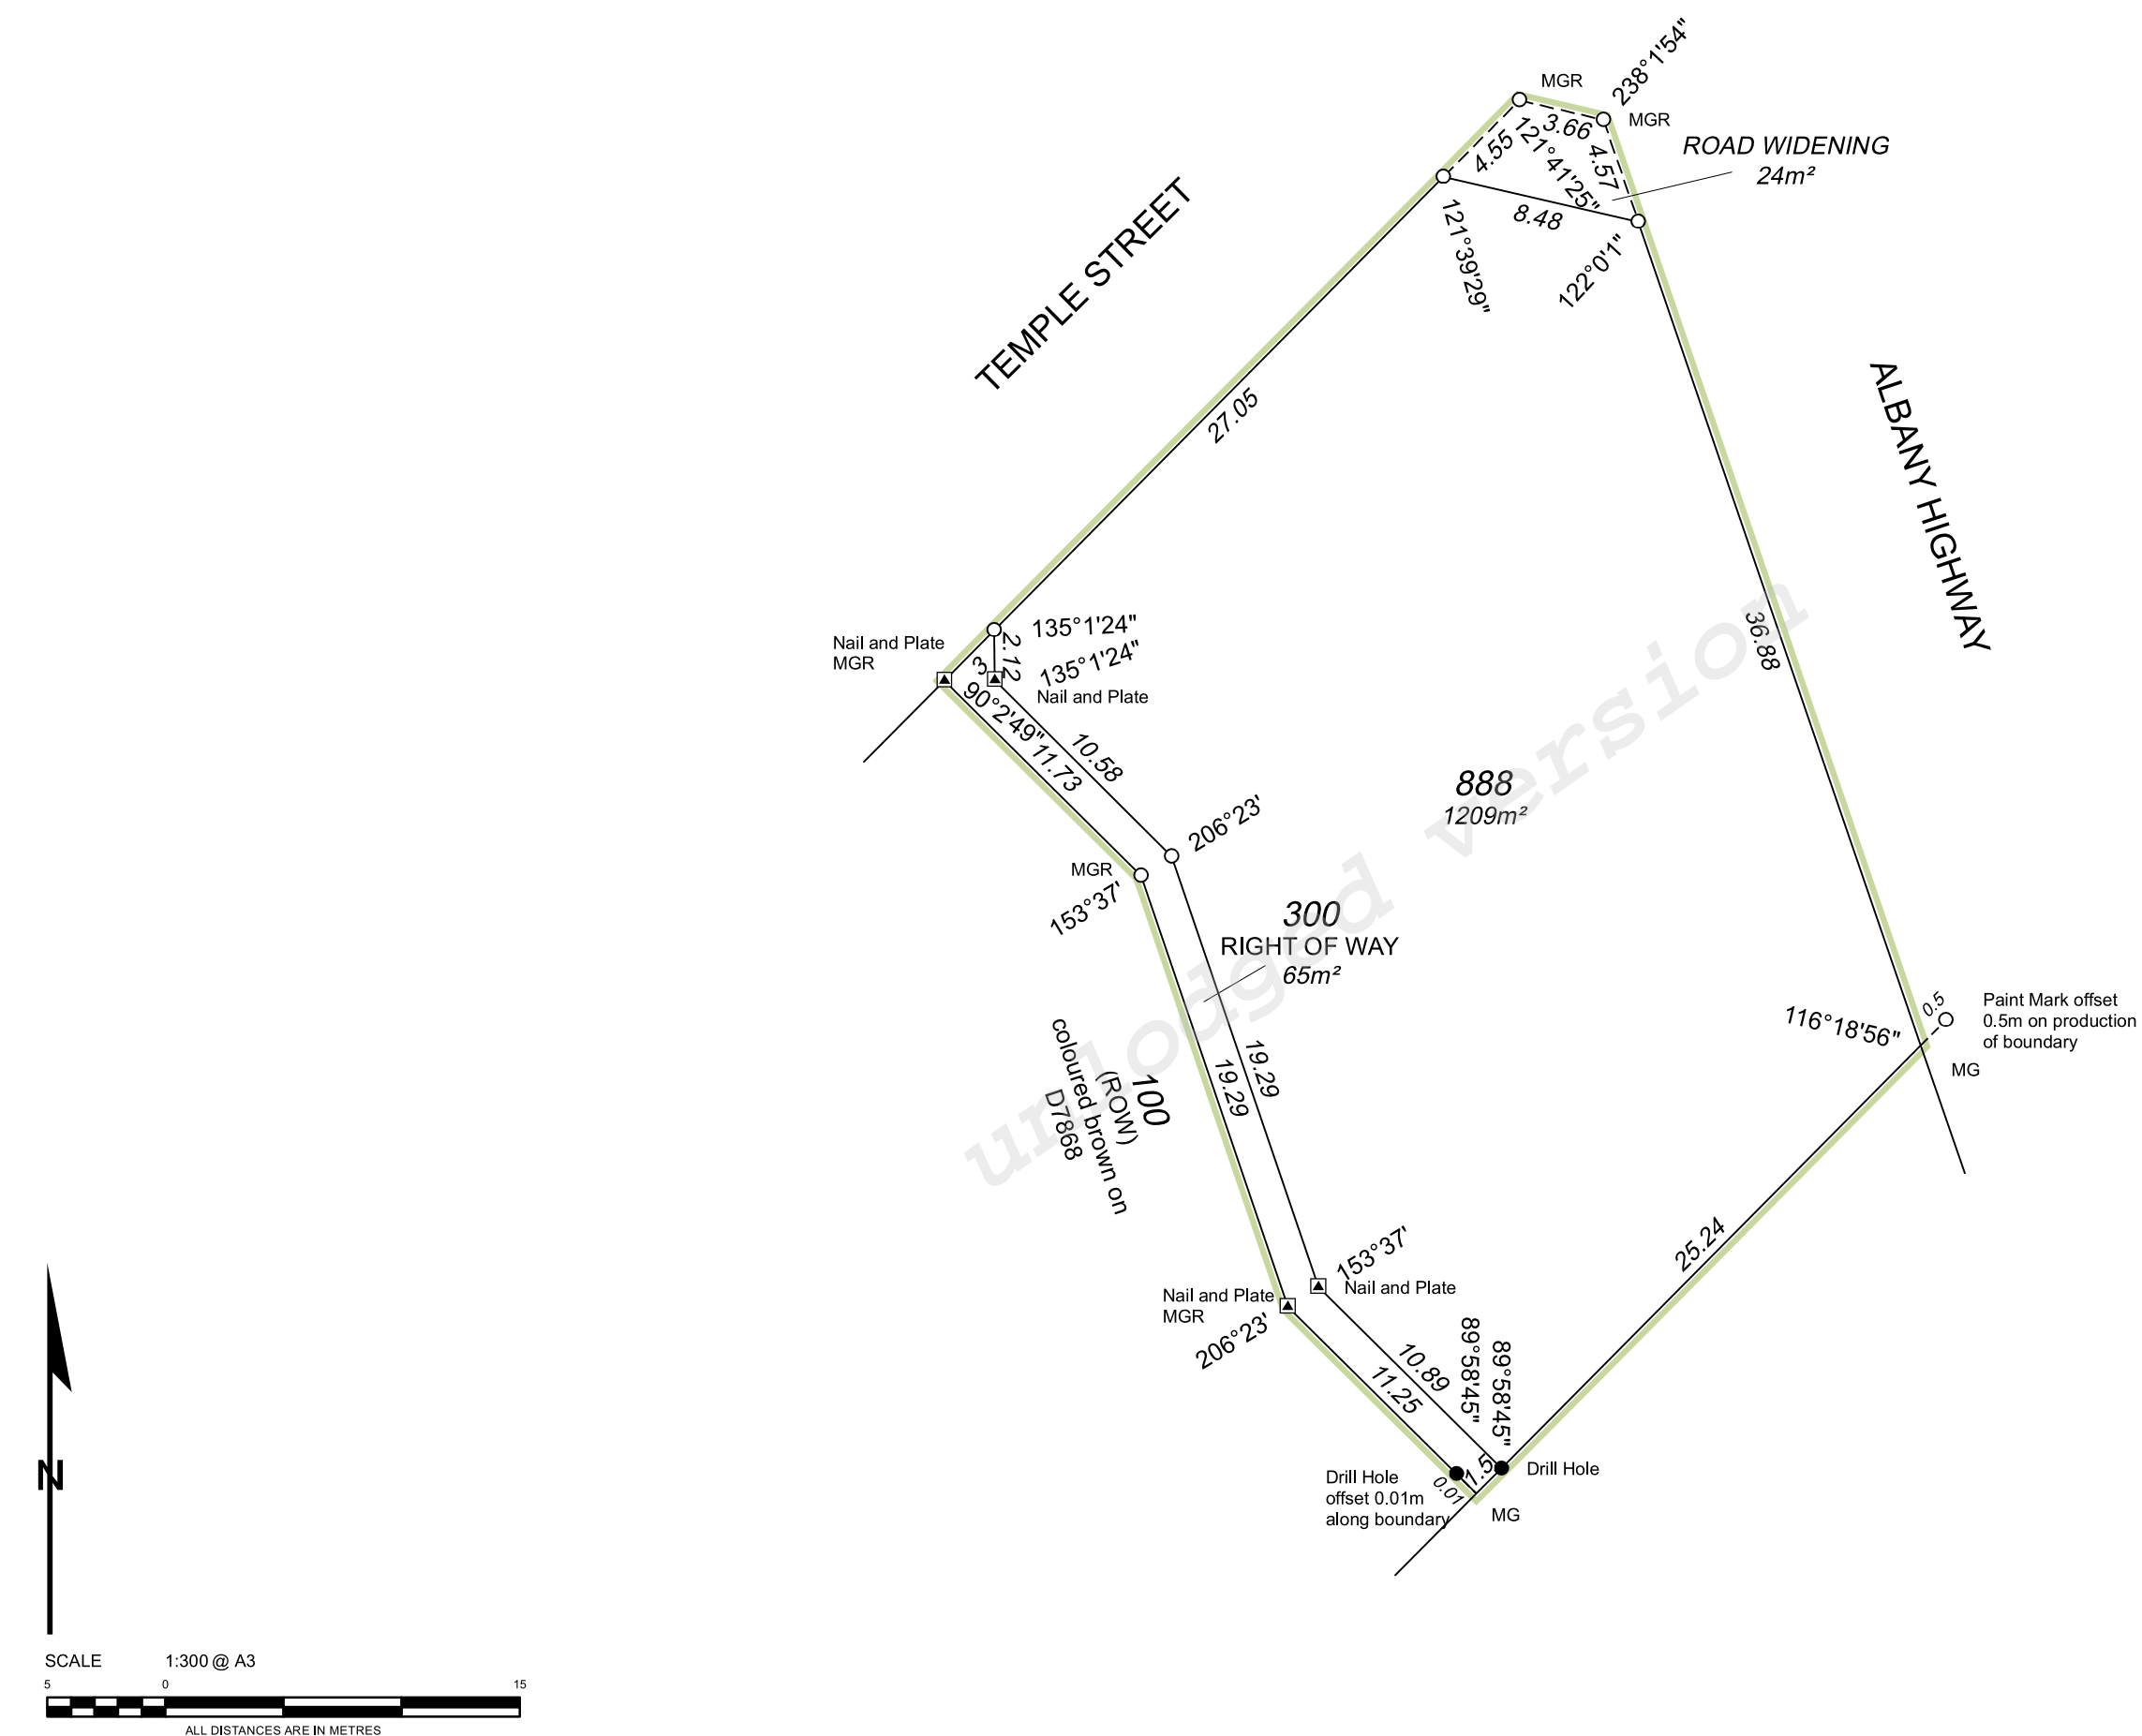 238°1'54"
MGR
MGR
ROAD WIDENING
24m²
3.66
4.55
121°41'25"
4.57
8.48
121°39'29"
122°0'1"
TEMPLE STREET
ALBANY HIGHWAY
27.05
36.88
Nail and Plate
MGR
135°1'24"
2.12
135°1'24"
3
Nail and Plate
90°2'49"
11.73
10.58
888
1209m²
206°23'
MGR
153°37'
300
RIGHT OF WAY
65m²
unlodged version
116°18'56"
0.5
Paint Mark offset
0.5m on production
of boundary
MG
19.29
19.29
100
(ROW)
coloured brown on
D7868
25.24
153°37'
Nail and Plate
Nail and Plate
MGR
206°23'
89°58'45"
89°58'45"
10.89
11.25
1.5
Drill Hole
Drill Hole
offset 0.01m
along boundary
0.01
MG
N
SCALE 1:300 @ A3
5 0 15
ALL DISTANCES ARE IN METRES